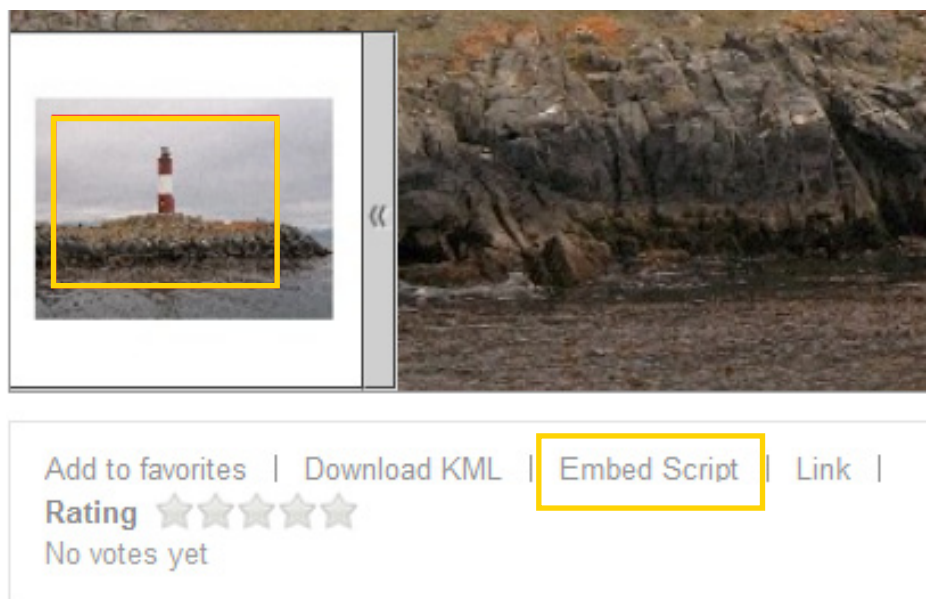 «
Add to favorites | Download KML | Embed Script | Link |
Rating
No votes yet